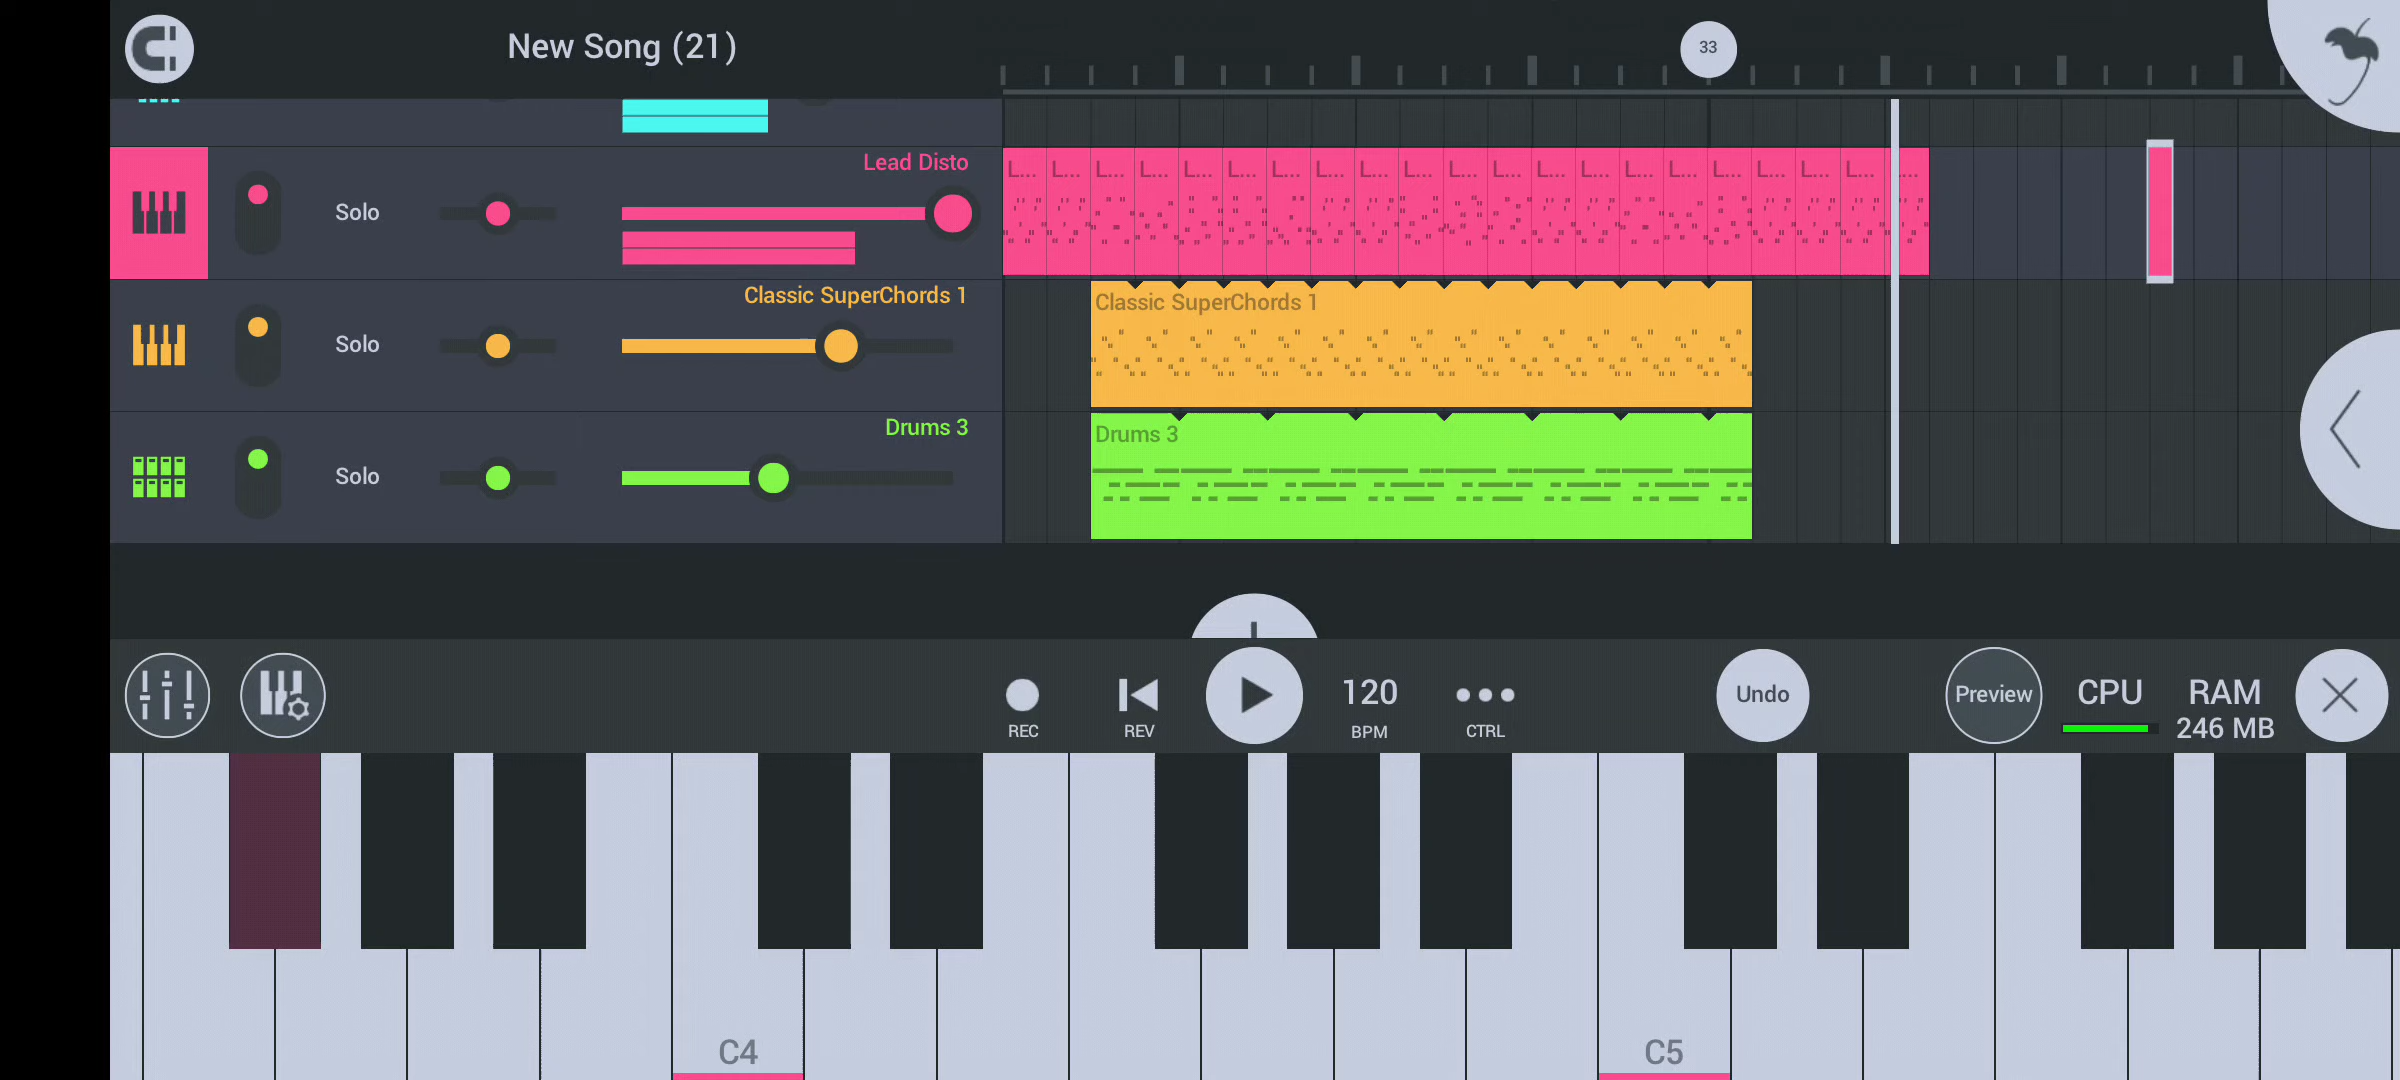 New Song (21)
33
Lead Disto
L... L... L... L... L... L... L... L... L... L... L... L... L... L... L... L... L... L... L... L... ...
Solo
Classic SuperChords 1
Classic SuperChords 1
Solo
Drums 3
Drums 3
Solo
REC
REV
120
BPM
CTRL
Undo
Preview
CPU
RAM
246 MB
C4
C5